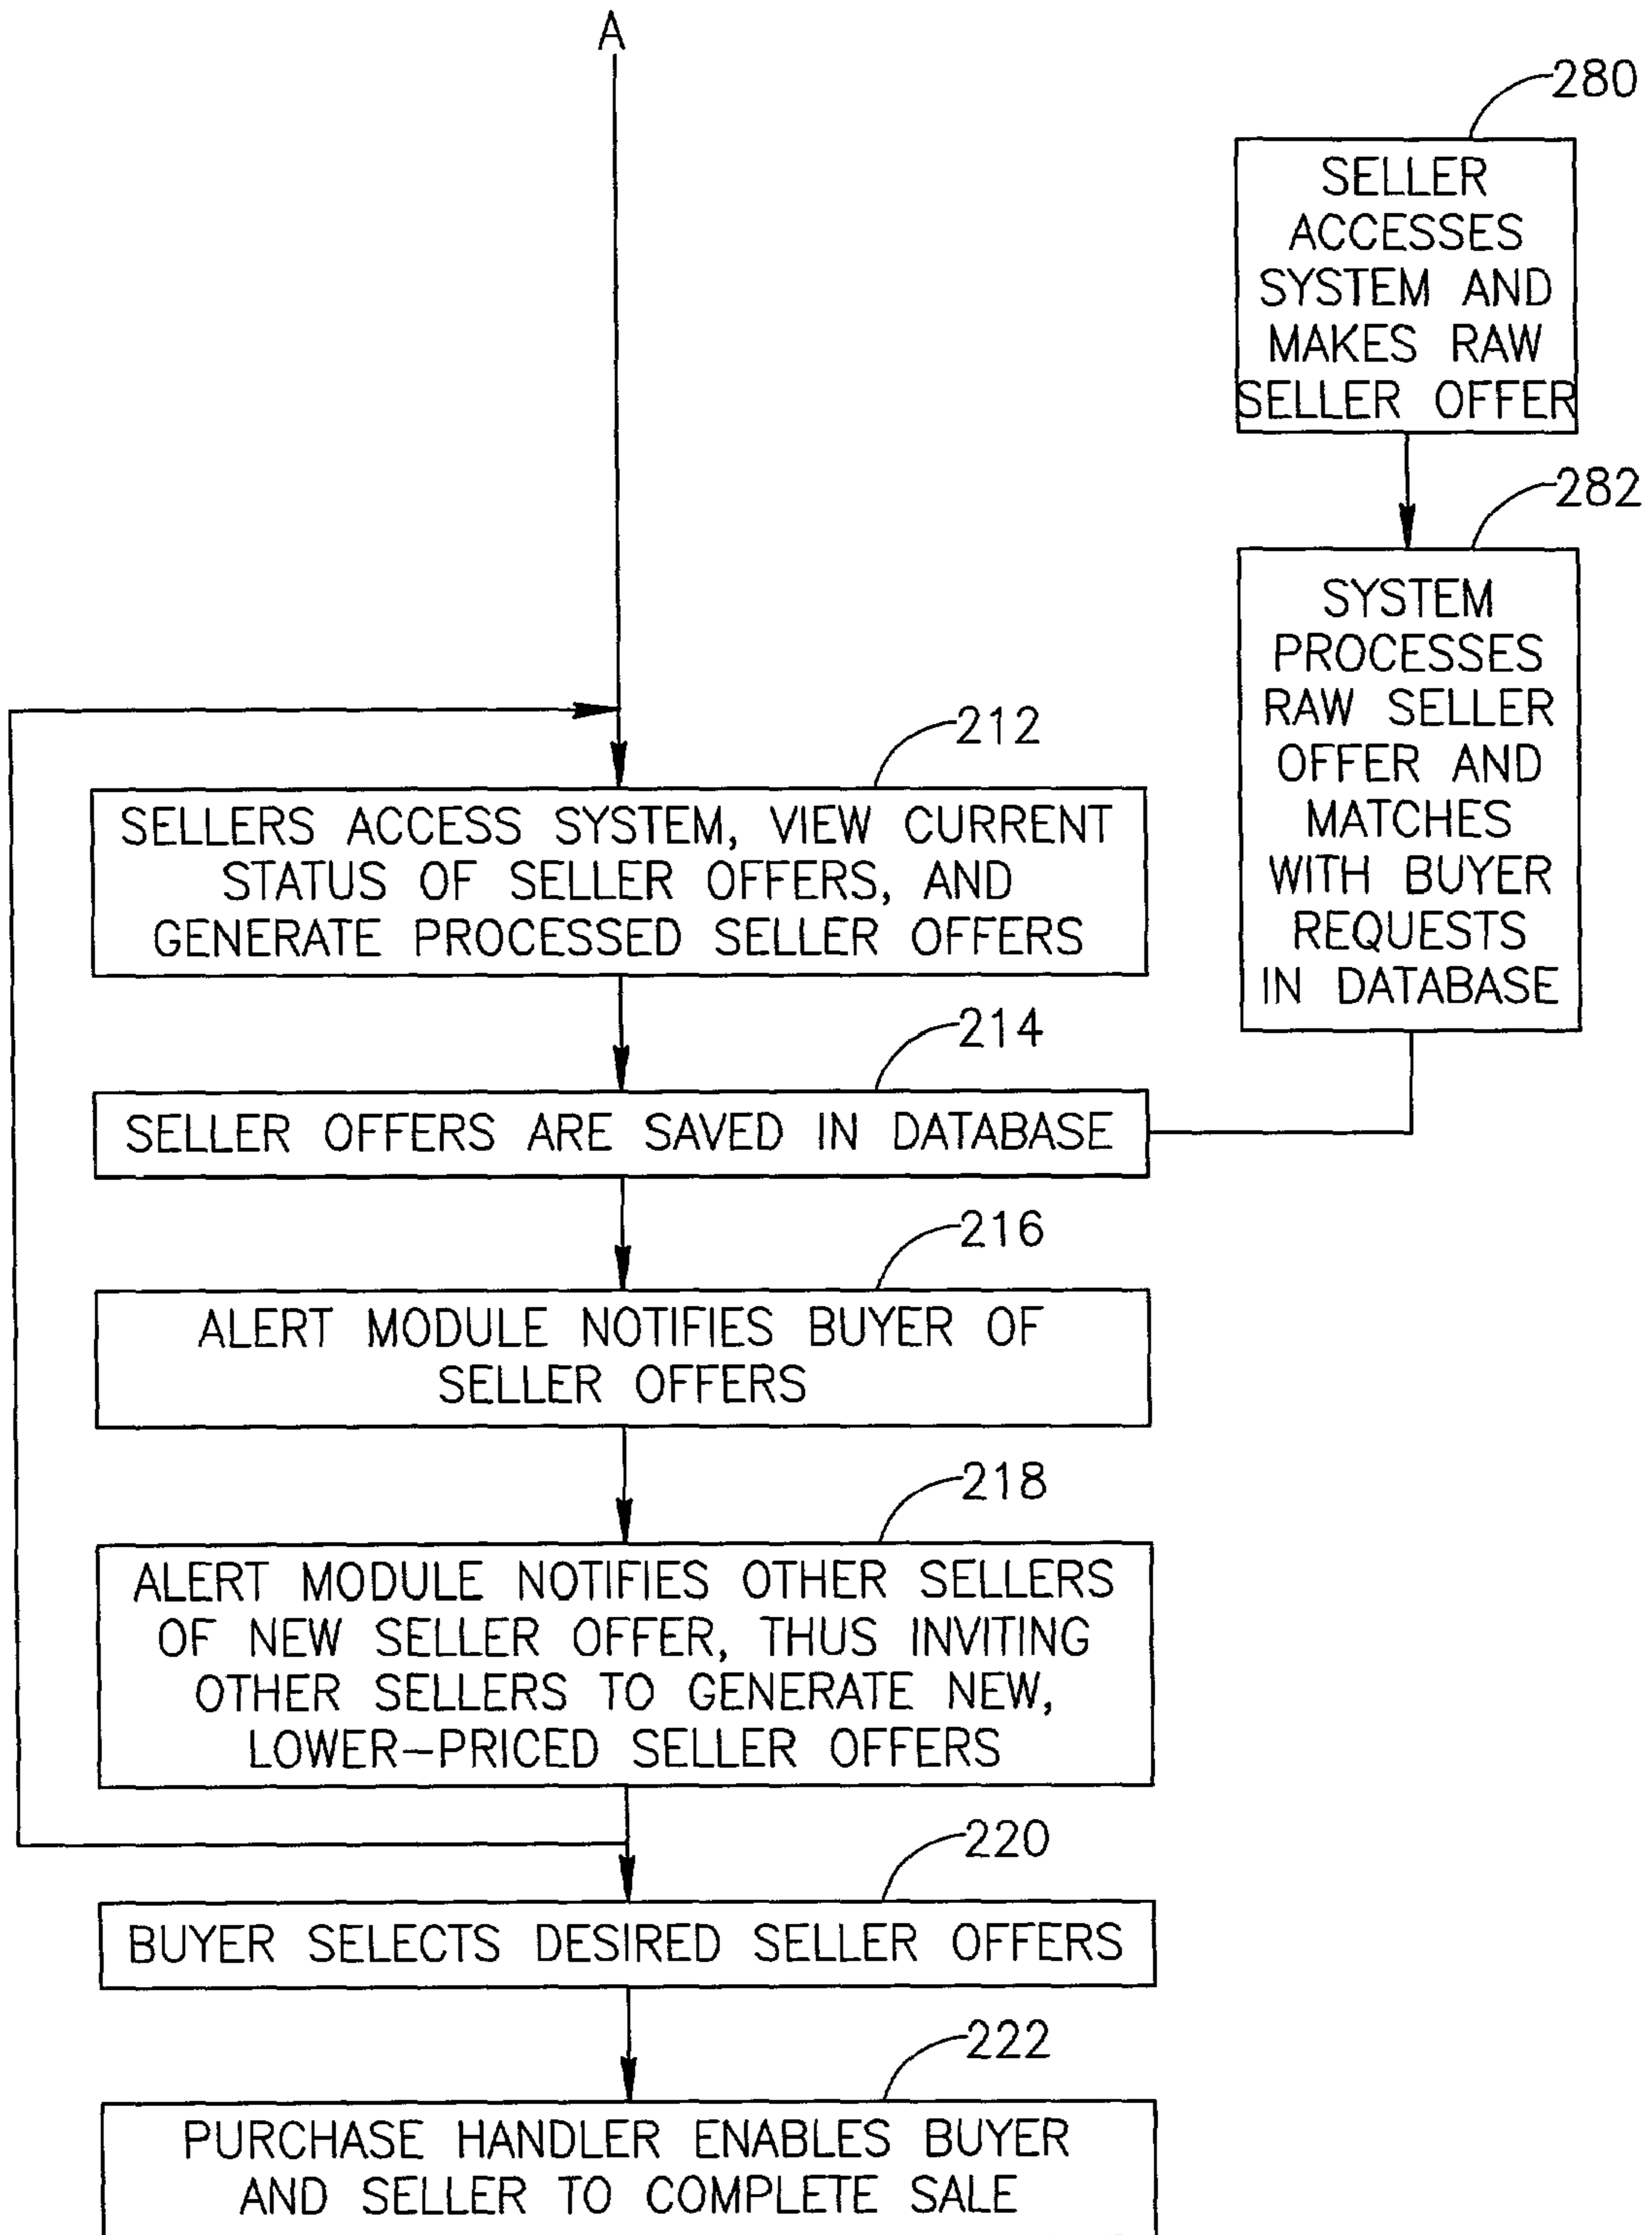 A
280
SELLER
ACCESSES
SYSTEM AND
MAKES RAW
SELLER OFFER
282
SYSTEM
PROCESSES
RAW SELLER
OFFER AND
MATCHES
WITH BUYER
REQUESTS
IN DATABASE
212
SELLERS ACCESS SYSTEM, VIEW CURRENT
STATUS OF SELLER OFFERS, AND
GENERATE PROCESSED SELLER OFFERS
214
SELLER OFFERS ARE SAVED IN DATABASE
216
ALERT MODULE NOTIFIES BUYER OF
SELLER OFFERS
218
ALERT MODULE NOTIFIES OTHER SELLERS
OF NEW SELLER OFFER, THUS INVITING
OTHER SELLERS TO GENERATE NEW,
LOWER-PRICED SELLER OFFERS
220
BUYER SELECTS DESIRED SELLER OFFERS
222
PURCHASE HANDLER ENABLES BUYER
AND SELLER TO COMPLETE SALE